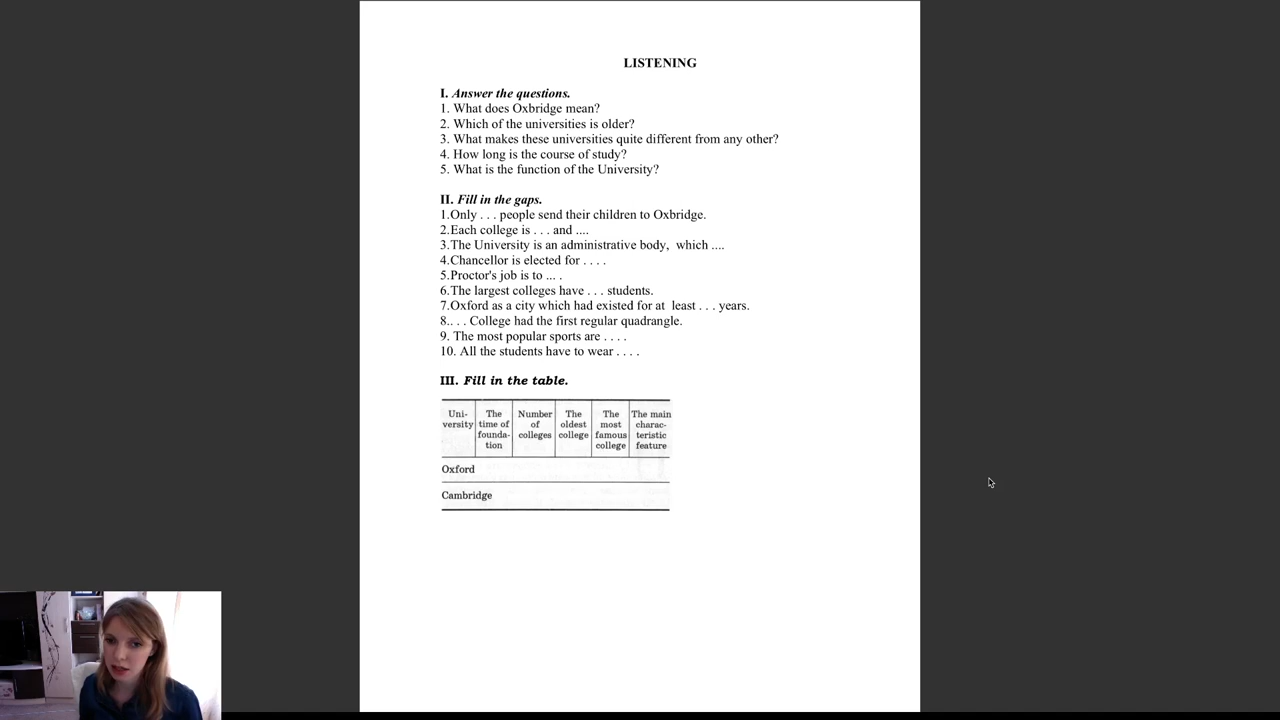 LISTENING
I. Answer the questions.
1. What does Oxbridge mean?
2. Which of the universities is older?
3. What makes these universities quite different from any other?
4. How long is the course of study?
5. What is the function of the University?
II. Fill in the gaps.
1.Only . . . people send their children to Oxbridge.
2.Each college is . . . and ....
3.The University is an administrative body,  which ....
4.Chancellor is elected for . . . .
5.Proctor's job is to ... .
6.The largest colleges have . . . students.
7.Oxford as a city which had existed for at  least . . . years.
8.. . . College had the first regular quadrangle.
9. The most popular sports are . . . .
10. All the students have to wear . . . .
III. Fill in the table.
Uni-
versity
The
time of
founda-
tion
Number
of
colleges
The
oldest
college
The
most
famous
college
The main
charac-
teristic
feature
Oxford
Cambridge